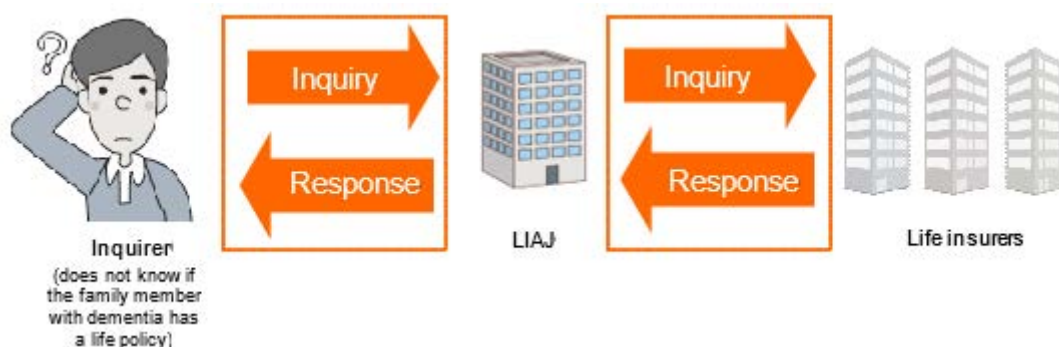 ?
Inquiry
Response
Inquiry
Response
Inquirer
(does not know if
the family member
with dementia has
a life policy)
LIAJ
Life insurers